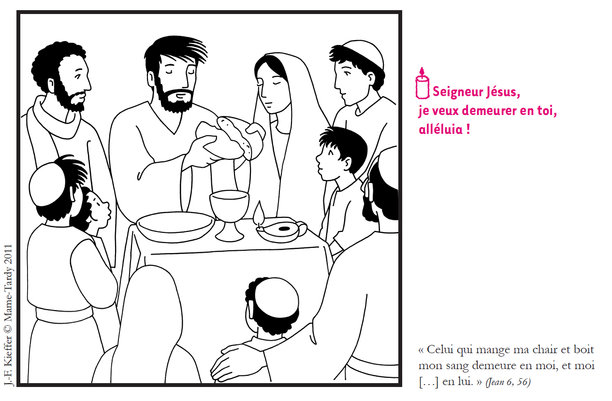 Seigneur Jésus,
je veux demeurer en toi,
alléluia !
« Celui qui mange ma chair et boit
mon sang demeure en moi, et moi
[…] en lui. » (Jean 6, 56)
J.-F. Kieffer © Mame-Tardy 2011